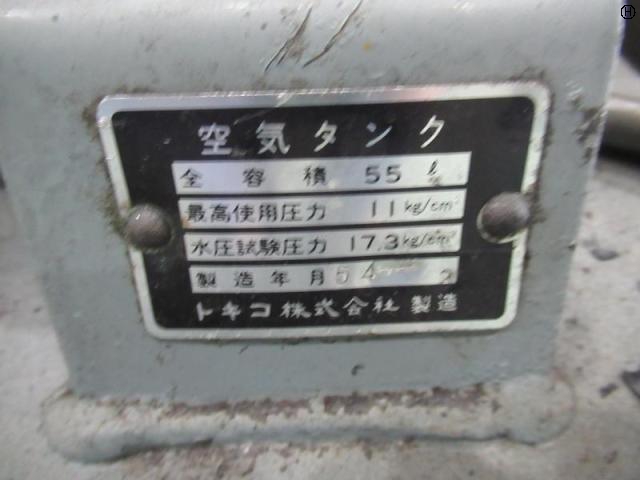 空気タンク
全容積 55 ℓ
最高使用圧力 11 kg/cm²
水圧試験圧力 17.3 kg/cm²
製造年月 54 3
トキコ株式会社 製造
Ⓗ